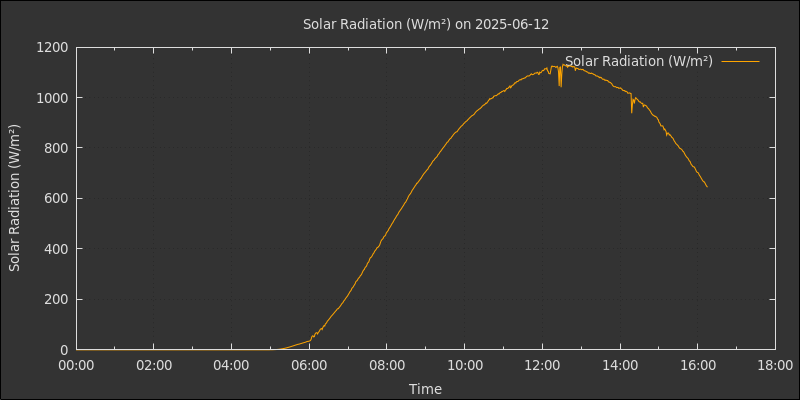 Solar Radiation (W/m²) on 2025-06-12
Solar Radiation (W/m²)
Solar Radiation (W/m²)
1200
1000
800
600
400
200
0
00:00 02:00 04:00 06:00 08:00 10:00 12:00 14:00 16:00 18:00
Time